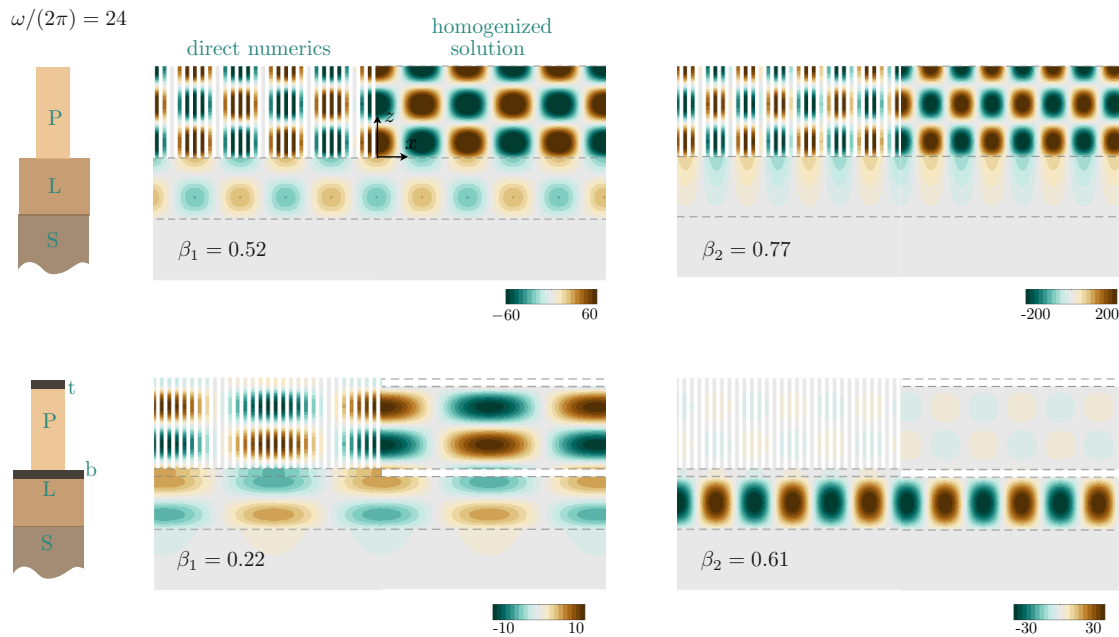 ω/(2π) = 24
direct numerics
homogenized
solution
P
L
S
z
x
β₁ = 0.52
−60 60
β₂ = 0.77
-200 200
t
P
b
L
S
β₁ = 0.22
-10 10
β₂ = 0.61
-30 30